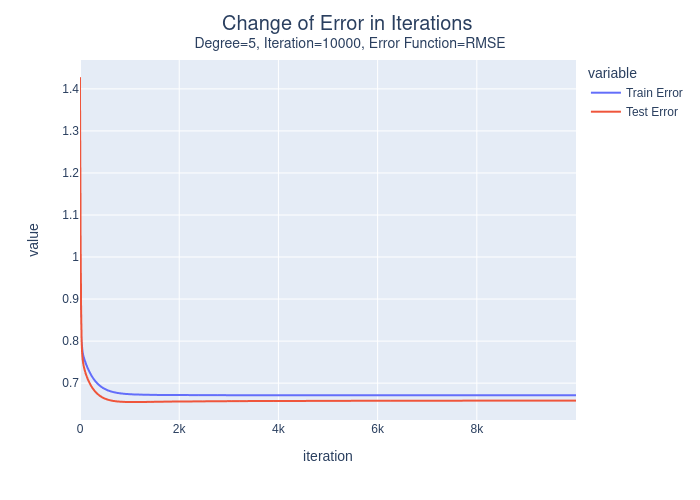 Change of Error in Iterations
Degree=5, Iteration=10000, Error Function=RMSE
variable
Train Error
Test Error
value
1.4
1.3
1.2
1.1
1
0.9
0.8
0.7
0
2k
4k
6k
8k
iteration